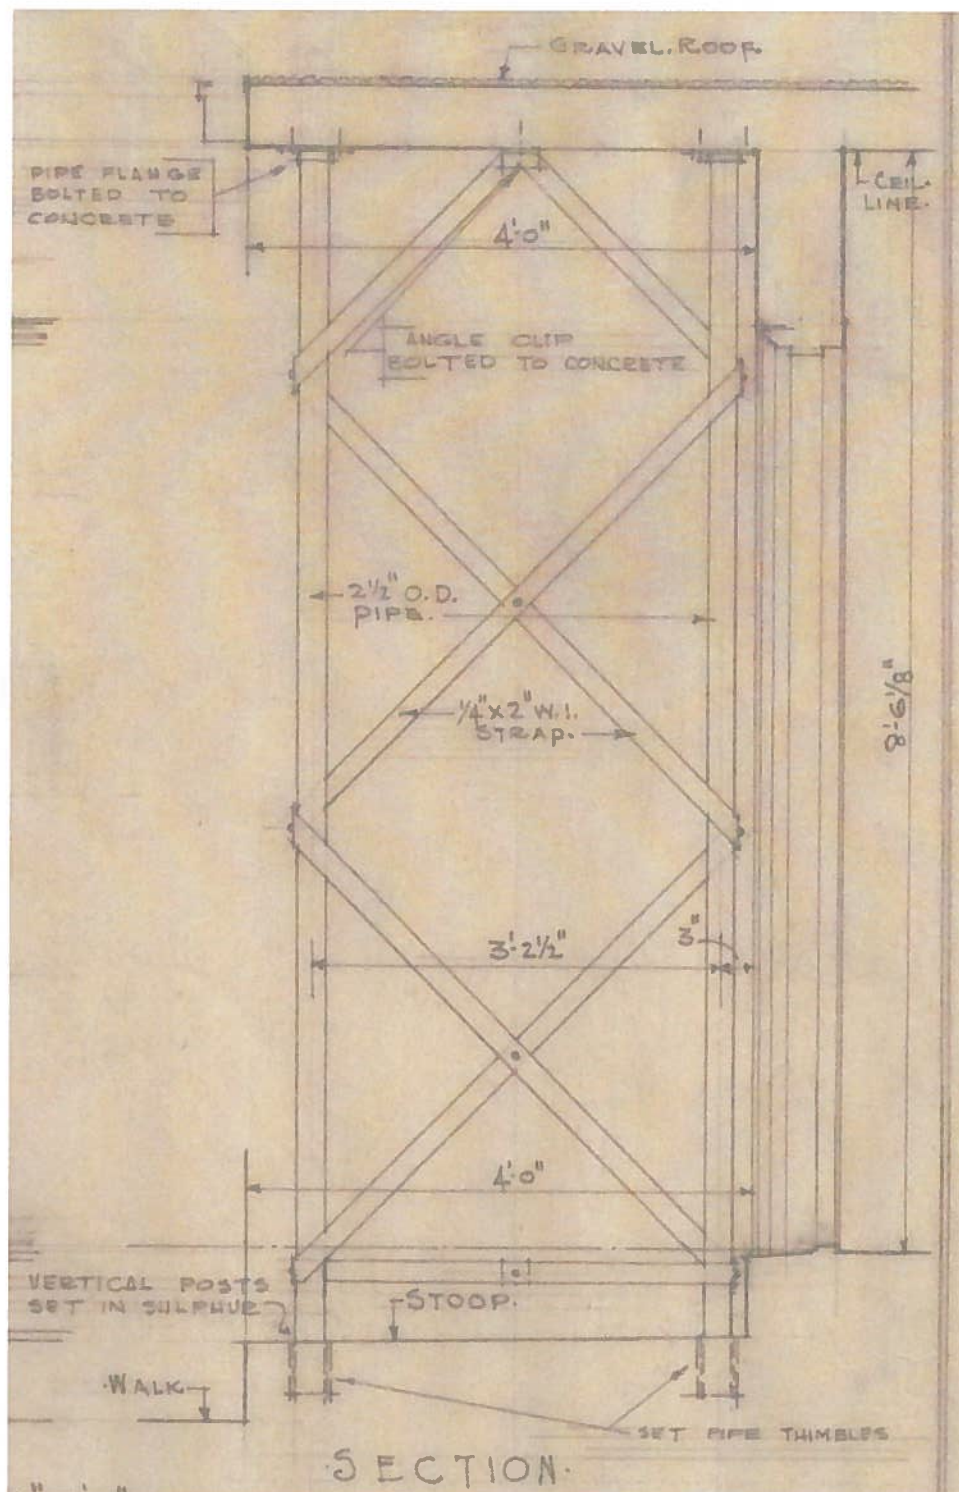 GRAVEL. ROOF.
PIPE FLANGE
BOLTED TO
CONCRETE
CEIL.
LINE.
4'-0"
ANGLE CLIP
BOLTED TO CONCRETE
2½" O.D.
PIPE.
¼" x 2" W.I.
STRAP.
8'-6⅛"
3'-2½"
3"
4'-0"
VERTICAL POSTS
SET IN SULPHUR
STOOP.
WALK
SET PIPE THIMBLES
·SECTION·